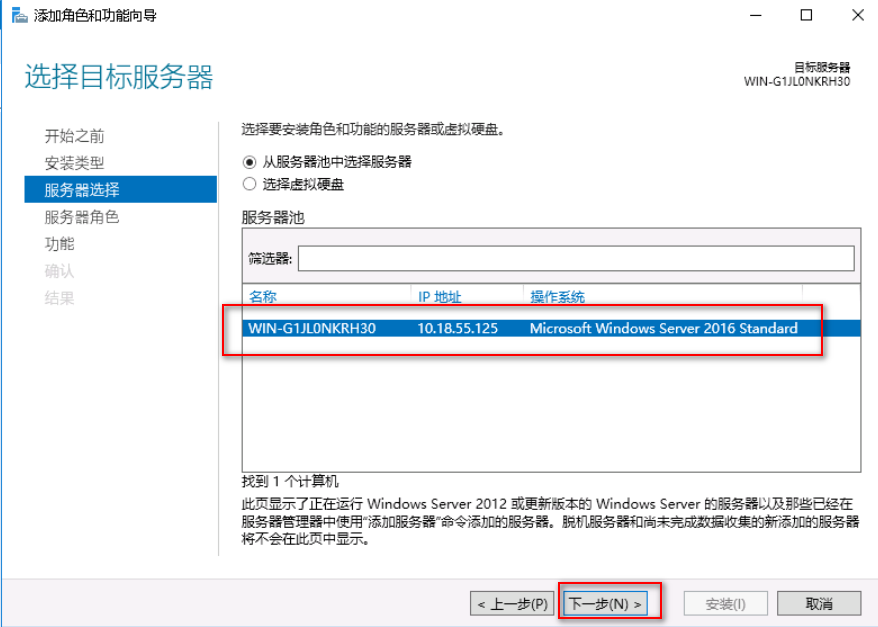 添加角色和功能向导
选择目标服务器
目标服务器
WIN-G1JL0NKRH30
开始之前
安装类型
服务器选择
服务器角色
功能
确认
结果
选择要安装角色和功能的服务器或虚拟硬盘。
从服务器池中选择服务器
选择虚拟硬盘
服务器池
筛选器:
名称 IP 地址 操作系统
WIN-G1JL0NKRH30 10.18.55.125 Microsoft Windows Server 2016 Standard
找到 1 个计算机
此页显示了正在运行 Windows Server 2012 或更新版本的 Windows Server 的服务器以及那些已经在
服务器管理器中使用"添加服务器"命令添加的服务器。脱机服务器和尚未完成数据收集的新添加的服务器
将不会在此页中显示。
< 上一步(P) 下一步(N) > 安装(I) 取消